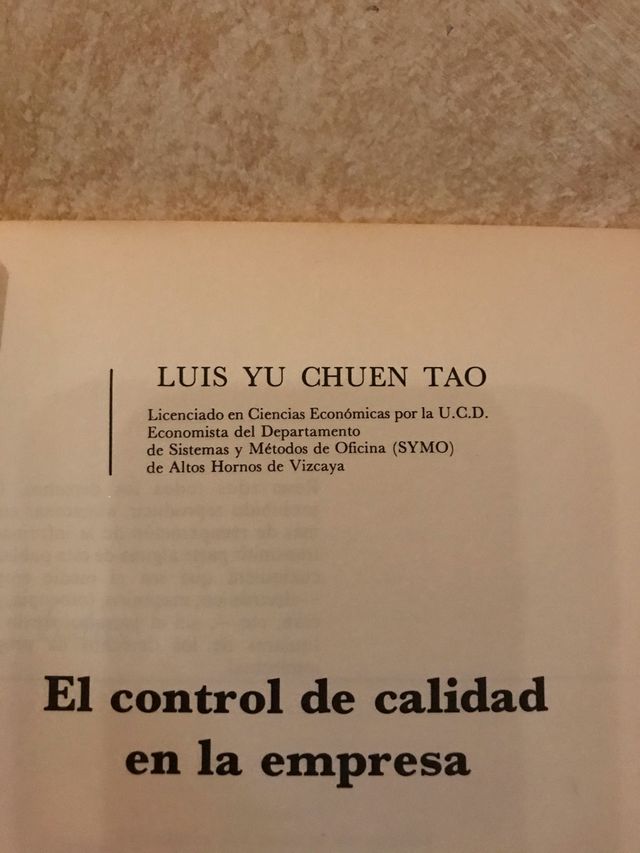 LUIS YU CHUEN TAO
Licenciado en Ciencias Económicas por la U.C.D.
Economista del Departamento
de Sistemas y Métodos de Oficina (SYMO)
de Altos Hornos de Vizcaya
El control de calidad
en la empresa